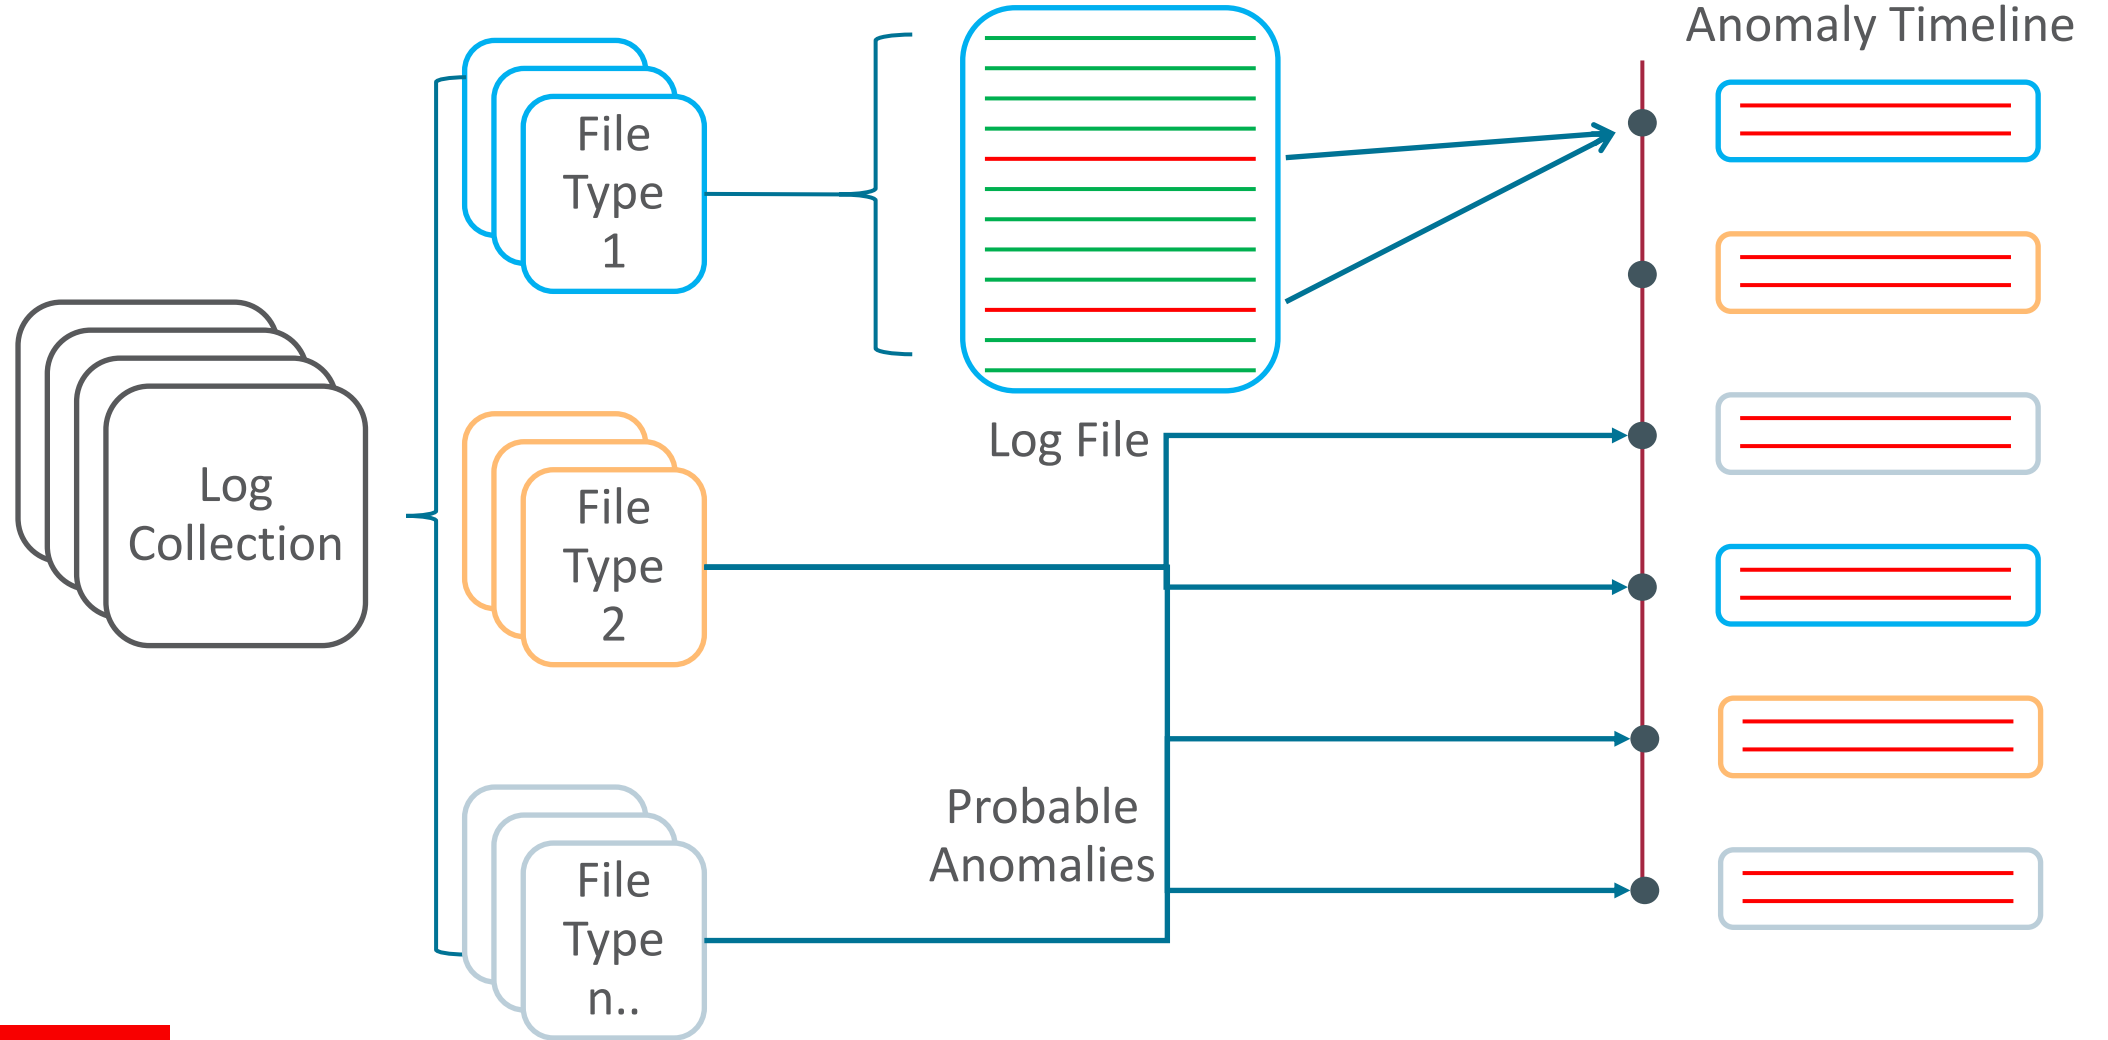 Anomaly Timeline
File
Type
1
Log File
Log
Collection
File
Type
2
Probable
Anomalies
File
Type
n..